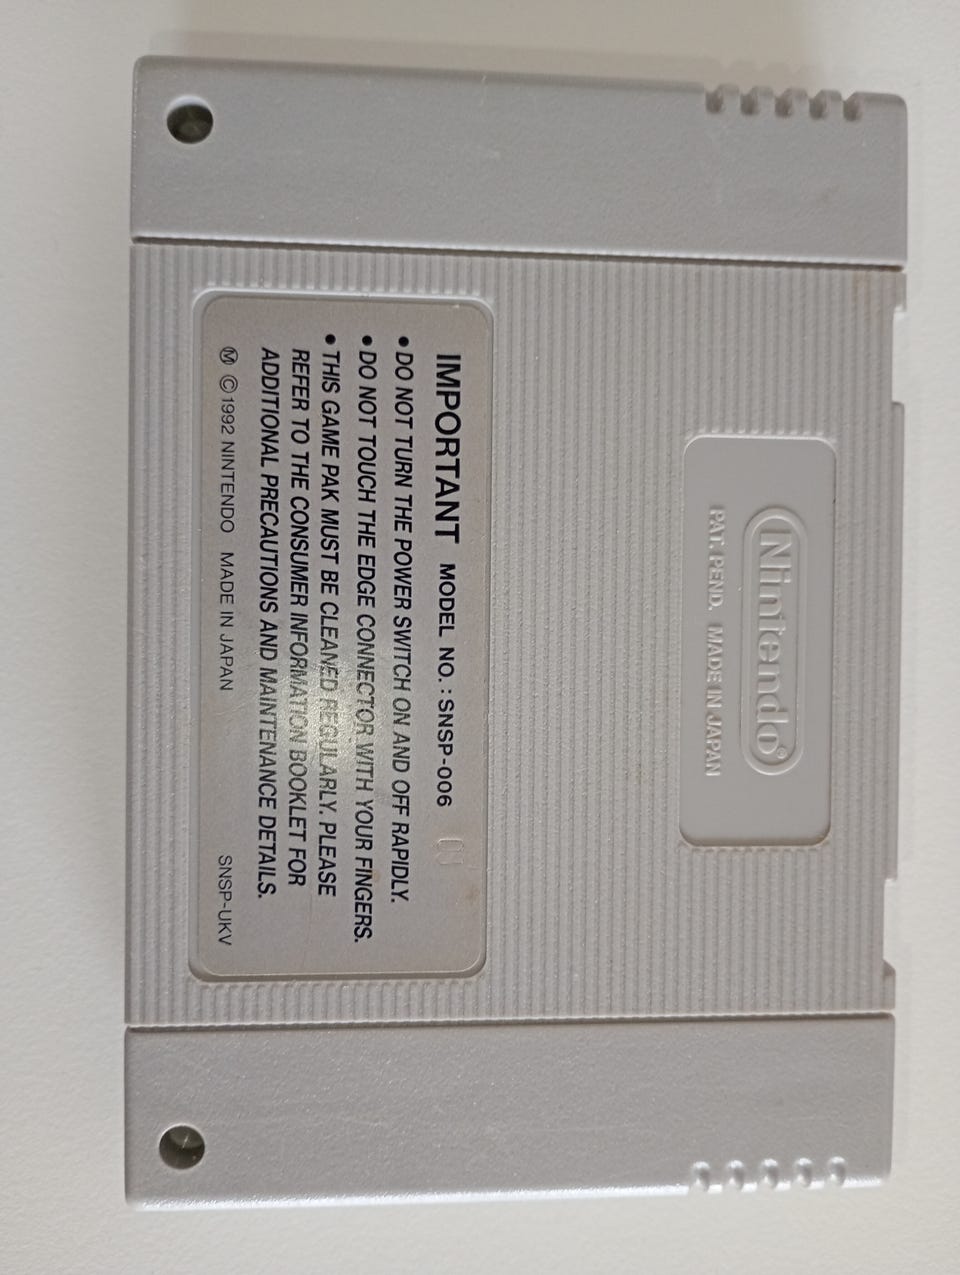 Nintendo®
PAT. PEND. MADE IN JAPAN
IMPORTANT MODEL NO.: SNSP-006
• DO NOT TURN THE POWER SWITCH ON AND OFF RAPIDLY.
• DO NOT TOUCH THE EDGE CONNECTOR WITH YOUR FINGERS.
• THIS GAME PAK MUST BE CLEANED REGULARLY. PLEASE
REFER TO THE CONSUMER INFORMATION BOOKLET FOR
ADDITIONAL PRECAUTIONS AND MAINTENANCE DETAILS.
Ⓜ © 1992 NINTENDO MADE IN JAPAN SNSP-UKV